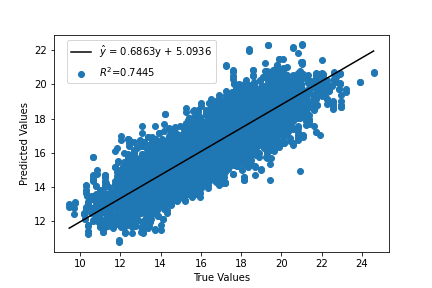 ŷ = 0.6863y + 5.0936
R²=0.7445
22
20
18
16
14
12
Predicted Values
10 12 14 16 18 20 22 24
True Values